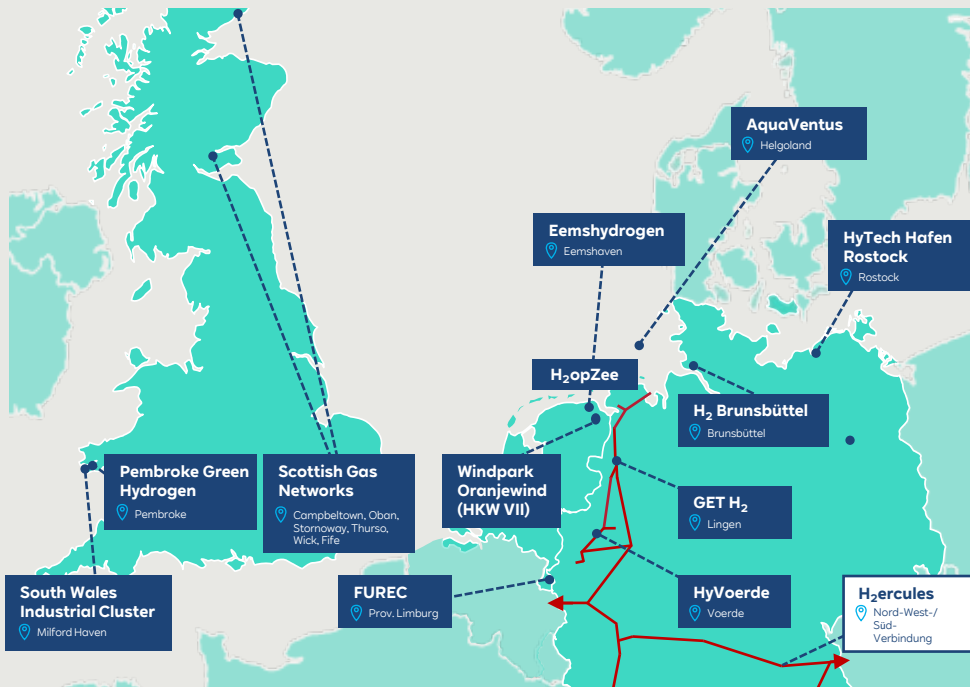 AquaVentus
Helgoland
Eemshydrogen
Eemshaven
HyTech Hafen
Rostock
Rostock
H₂opZee
H₂ Brunsbüttel
Brunsbüttel
Pembroke Green
Hydrogen
Pembroke
Scottish Gas
Networks
Campbeltown, Oban,
Stornoway, Thurso,
Wick, Fife
Windpark
Oranjewind
(HKW VII)
GET H₂
Lingen
South Wales
Industrial Cluster
Milford Haven
FUREC
Prov. Limburg
HyVoerde
Voerde
H₂ercules
Nord-West-/
Süd-
Verbindung